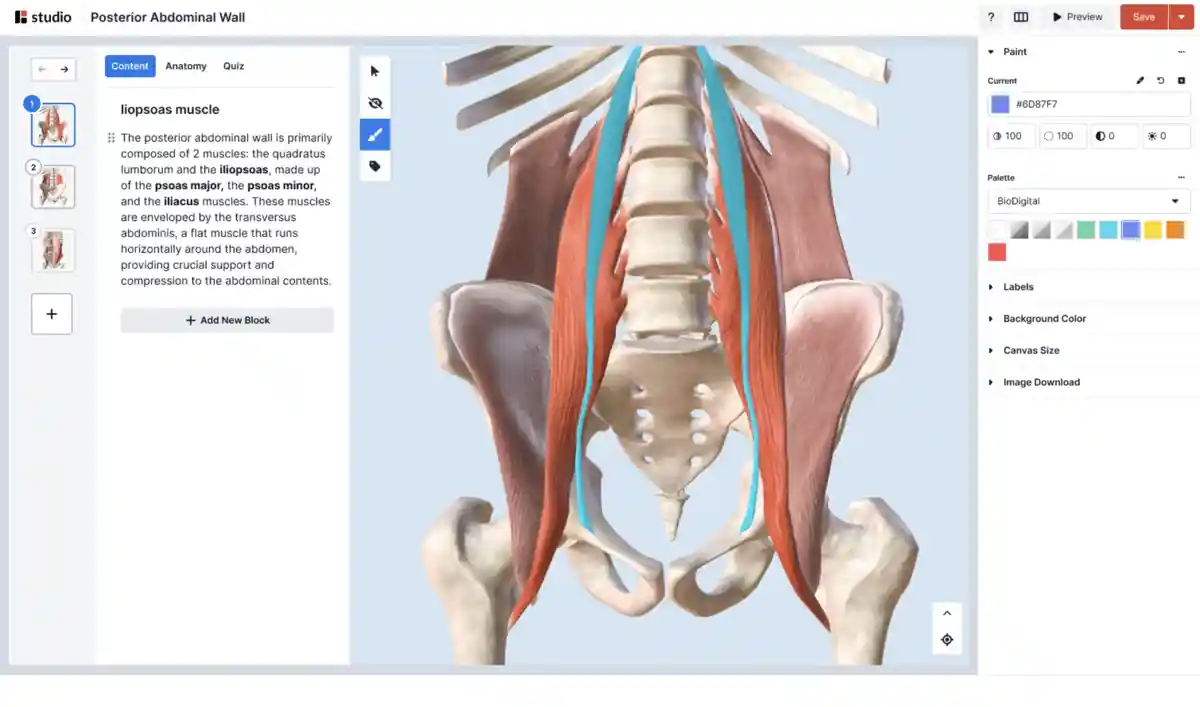 studio
Posterior Abdominal Wall
?
Preview
Save
Content
Anatomy
Quiz
1
2
3
+
liopsoas muscle
The posterior abdominal wall is primarily
composed of 2 muscles: the quadratus
lumborum and the iliopsoas, made up
of the psoas major, the psoas minor,
and the iliacus muscles. These muscles
are enveloped by the transversus
abdominis, a flat muscle that runs
horizontally around the abdomen,
providing crucial support and
compression to the abdominal contents.
+ Add New Block
Paint
Current
#6D87F7
100
100
0
0
Palette
BioDigital
Labels
Background Color
Canvas Size
Image Download